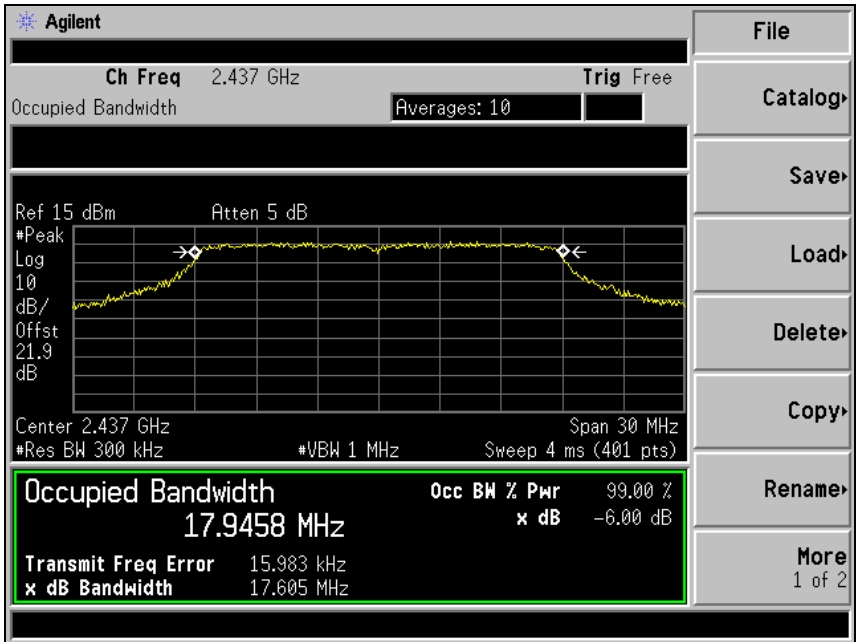 Agilent
Ch Freq 2.437 GHz Trig Free
Occupied Bandwidth Averages: 10
Ref 15 dBm Atten 5 dB
#Peak
Log
10
dB/
Offst
21.9
dB
Center 2.437 GHz Span 30 MHz
#Res BW 300 kHz #VBW 1 MHz Sweep 4 ms (401 pts)
Occupied Bandwidth Occ BW % Pwr 99.00 %
17.9458 MHz x dB -6.00 dB
Transmit Freq Error 15.983 kHz
x dB Bandwidth 17.605 MHz
File
Catalog
Save
Load
Delete
Copy
Rename
More
1 of 2